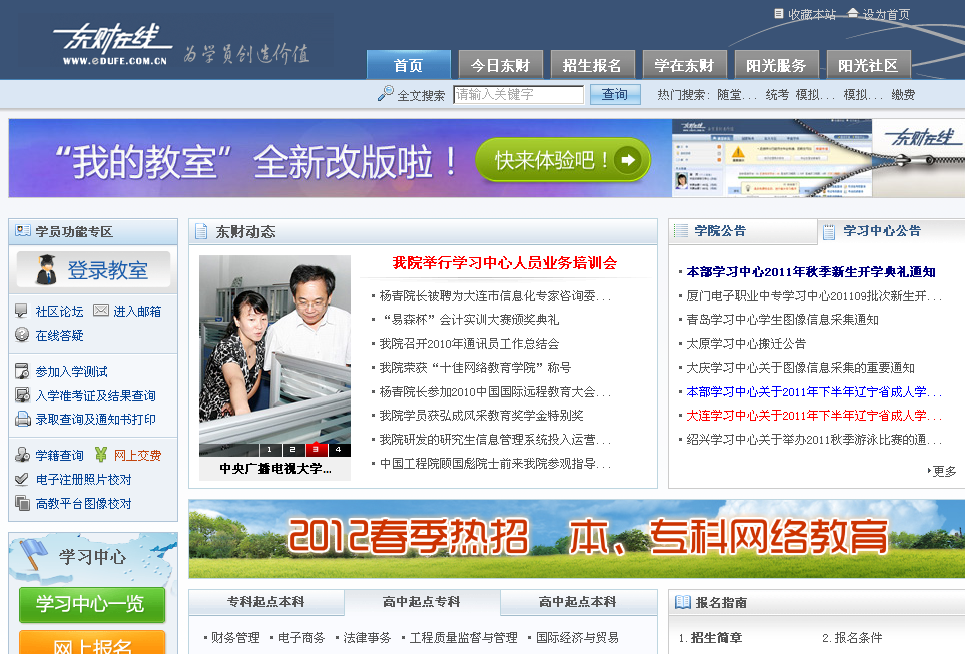 东财在线 为学员创造价值
WWW.eDUFE.COM.CN
收藏本站 设为首页
首页 今日东财 招生报名 学在东财 阳光服务 阳光社区
全文搜索 请输入关键字 查询 热门搜索: 随堂... 统考 模拟... 模拟... 缴费
“我的教室” 全新改版啦！ 快来体验吧！
东财在线
学员功能专区
登录教室
社区论坛 进入邮箱
在线答疑
参加入学测试
入学准考证及结果查询
录取查询及通知书打印
学籍查询 网上交费
电子注册照片校对
高教平台图像校对
学习中心
学习中心一览
网上报名
东财动态
1 2 3 4
中央广播电视大学...
我院举行学习中心人员业务培训会
杨青院长被聘为大连市信息化专家咨询委...
“易森杯”会计实训大赛颁奖典礼
我院召开2010年通讯员工作总结会
我院荣获“十佳网络教育学院”称号
杨青院长参加2010中国国际远程教育大会...
我院学员获弘成风采教育奖学金特别奖
我院研发的研究生信息管理系统投入运营...
中国工程院顾国彪院士前来我院参观指导...
学院公告 学习中心公告
本部学习中心2011年秋季新生开学典礼通知
厦门电子职业中专学习中心201109批次新生开...
青岛学习中心学生图像信息采集通知
太原学习中心搬迁公告
大庆学习中心关于图像信息采集的重要通知
本部学习中心关于2011年下半年辽宁省成人学...
大连学习中心关于2011年下半年辽宁省成人学...
绍兴学习中心关于举办2011秋季游泳比赛的通...
更多
2012春季热招 本、专科网络教育
专科起点本科 高中起点专科 高中起点本科
财务管理 电子商务 法律事务 工程质量监督与管理 国际经济与贸易
报名指南
1. 招生简章 2. 报名条件